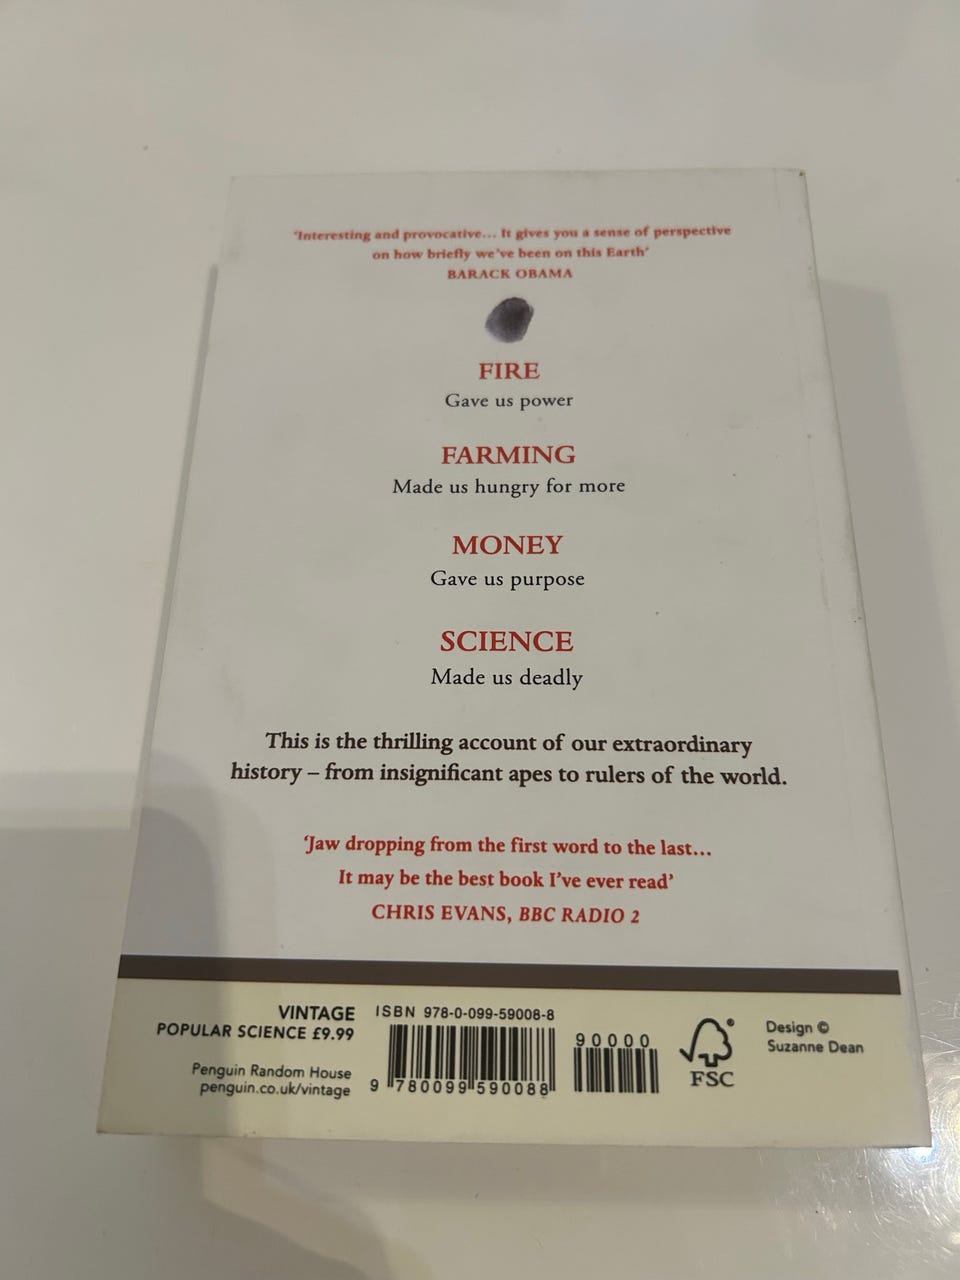 ‘Interesting and provocative... It gives you a sense of perspective
on how briefly we’ve been on this Earth’
BARACK OBAMA
FIRE
Gave us power
FARMING
Made us hungry for more
MONEY
Gave us purpose
SCIENCE
Made us deadly
This is the thrilling account of our extraordinary
history – from insignificant apes to rulers of the world.
‘Jaw dropping from the first word to the last...
It may be the best book I’ve ever read’
CHRIS EVANS, BBC RADIO 2
VINTAGE
POPULAR SCIENCE £9.99
Penguin Random House
penguin.co.uk/vintage
ISBN 978-0-099-59008-8
90000
9 780099 590088
®
FSC
Design ©
Suzanne Dean